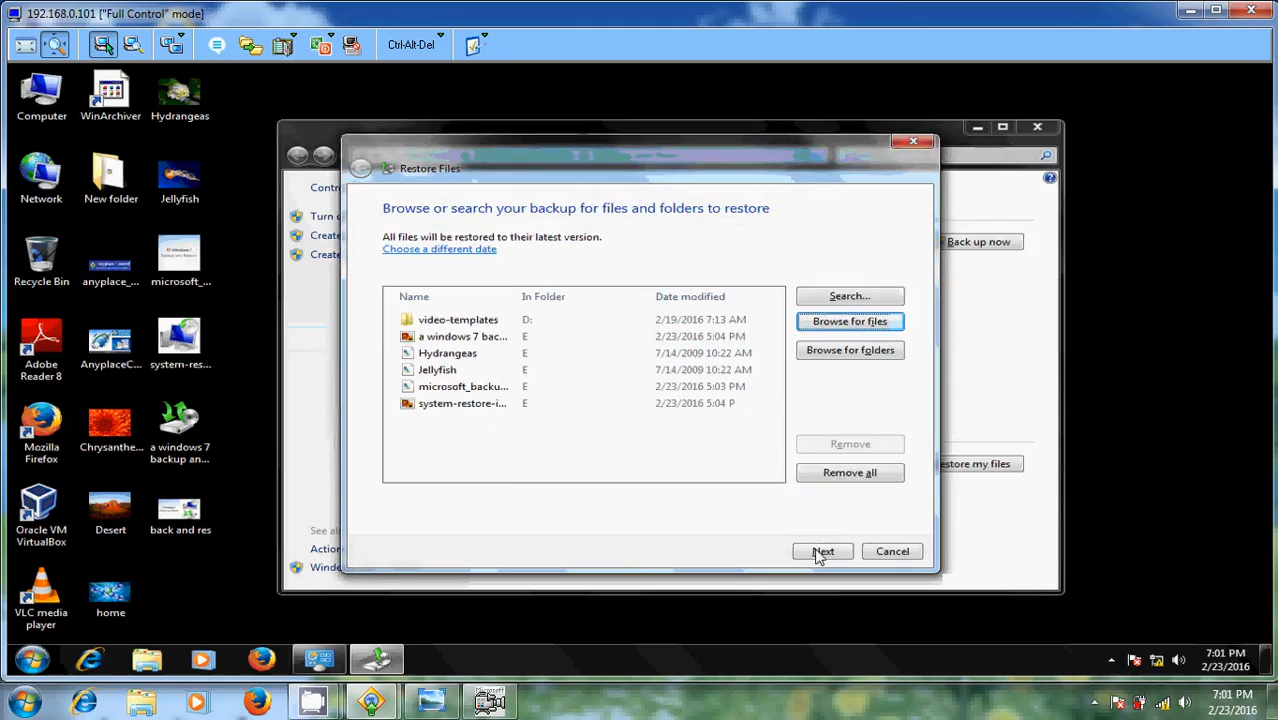 192.168.0.101 ["Full Control" mode]
Ctrl-Alt-Del
Computer
WinArchiver
Hydrangeas
Network
New folder
Jellyfish
Recycle Bin
anyplace_...
microsoft_...
Adobe
Reader 8
AnyplaceC...
system-res...
Mozilla
Firefox
Chrysanthe...
a windows 7
backup an...
Oracle VM
VirtualBox
Desert
back and res
VLC media
player
home
Contro
Turn o
Create
Create
See al
Action
Windo
Back up now
estore my files
Restore Files
Browse or search your backup for files and folders to restore
All files will be restored to their latest version.
Choose a different date
Name In Folder Date modified
video-templates D: 2/19/2016 7:13 AM
a windows 7 bac... E 2/23/2016 5:04 PM
Hydrangeas E 7/14/2009 10:22 AM
Jellyfish E 7/14/2009 10:22 AM
microsoft_backu... E 2/23/2016 5:03 PM
system-restore-i... E 2/23/2016 5:04 P
Search...
Browse for files
Browse for folders
Remove
Remove all
Next
Cancel
7:01 PM
2/23/2016
7:01 PM
2/23/2016